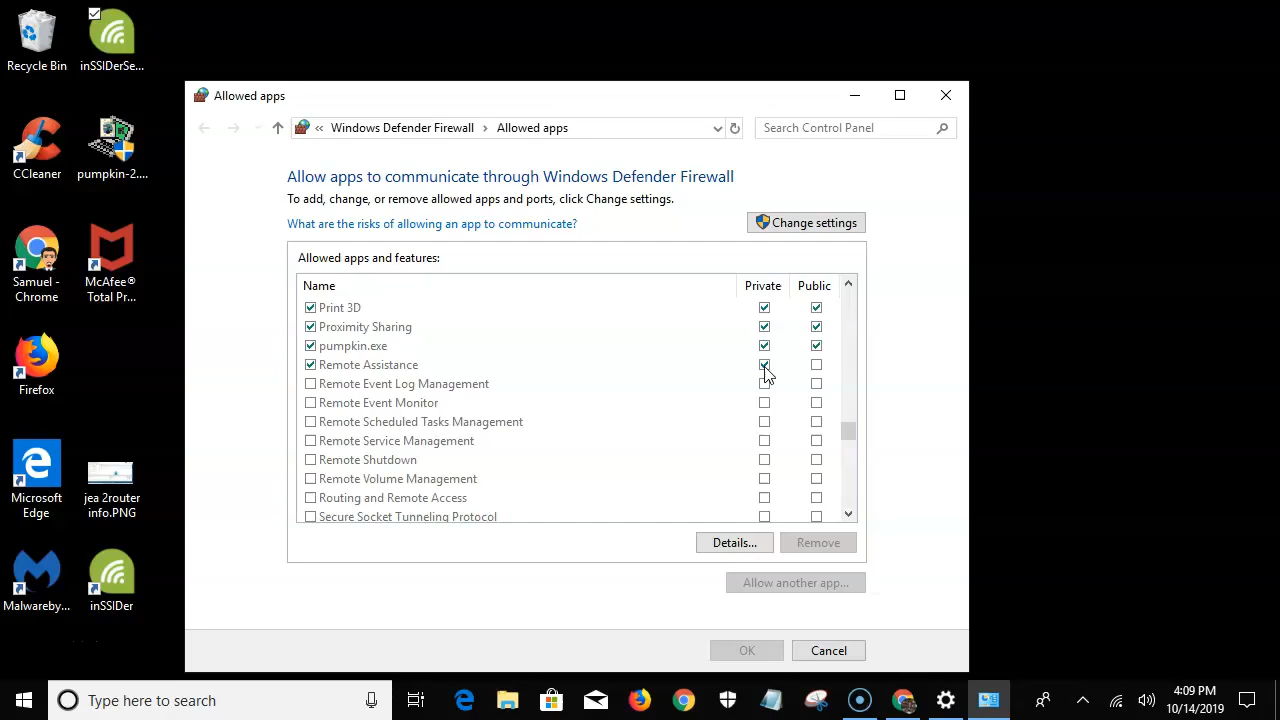 Recycle Bin
inSSIDerSe...
CCleaner
pumpkin-2....
Samuel -
Chrome
McAfee®
Total Pr...
Firefox
Microsoft
Edge
jea 2router
info.PNG
Malwareby...
inSSIDer
Allowed apps
« Windows Defender Firewall › Allowed apps
Search Control Panel
Allow apps to communicate through Windows Defender Firewall
To add, change, or remove allowed apps and ports, click Change settings.
What are the risks of allowing an app to communicate?
Change settings
Allowed apps and features:
Name Private Public
Print 3D
Proximity Sharing
pumpkin.exe
Remote Assistance
Remote Event Log Management
Remote Event Monitor
Remote Scheduled Tasks Management
Remote Service Management
Remote Shutdown
Remote Volume Management
Routing and Remote Access
Secure Socket Tunneling Protocol
Details... Remove
Allow another app...
OK Cancel
Type here to search
4:09 PM
10/14/2019